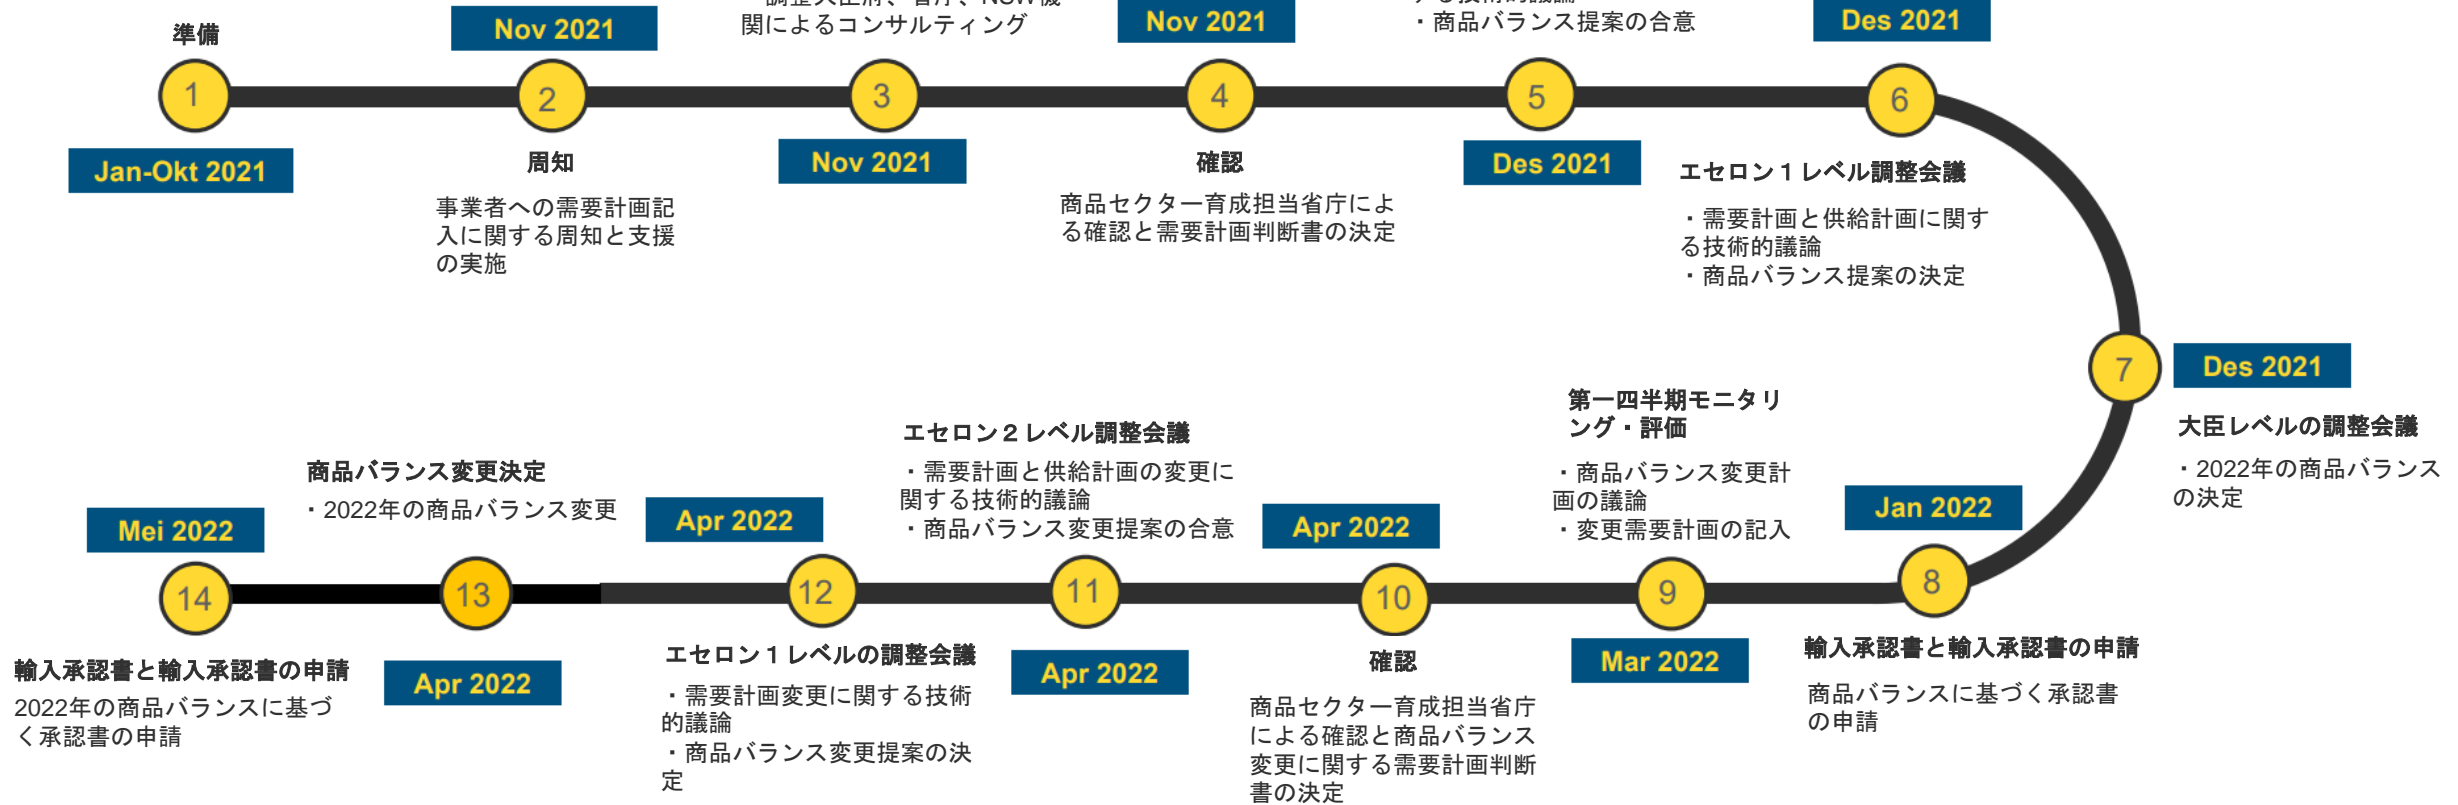 準備
1
Jan-Okt 2021
Nov 2021
2
周知
事業者への需要計画記
入に関する周知と支援
の実施
関によるコンサルティング
3
Nov 2021
Nov 2021
4
確認
商品セクター育成担当省庁によ
る確認と需要計画判断書の決定
・商品バランス提案の合意
5
Des 2021
Des 2021
6
エセロン１レベル調整会議
・需要計画と供給計画に関す
る技術的議論
・商品バランス提案の決定
7
Des 2021
大臣レベルの調整会議
・2022年の商品バランス
の決定
Jan 2022
8
輸入承認書と輸入承認書の申請
商品バランスに基づく承認書
の申請
第一四半期モニタリ
ング・評価
・商品バランス変更計
画の議論
・変更需要計画の記入
9
Mar 2022
Apr 2022
10
確認
商品セクター育成担当省庁
による確認と商品バランス
変更に関する需要計画判断
書の決定
エセロン２レベル調整会議
・需要計画と供給計画の変更に
関する技術的議論
・商品バランス変更提案の合意
11
Apr 2022
Apr 2022
12
エセロン１レベルの調整会議
・需要計画変更に関する技術
的議論
・商品バランス変更提案の決
定
商品バランス変更決定
・2022年の商品バランス変更
13
Apr 2022
Mei 2022
14
輸入承認書と輸入承認書の申請
2022年の商品バランスに基づ
く承認書の申請